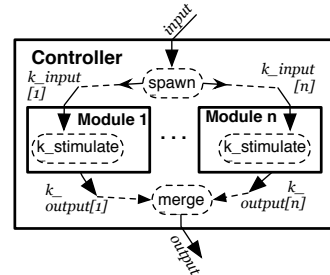 input
Controller
k_input
[1]
spawn
k_input
[n]
Module 1
k_stimulate
. . .
Module n
k_stimulate
k_
output[1]
merge
k_
output[n]
output